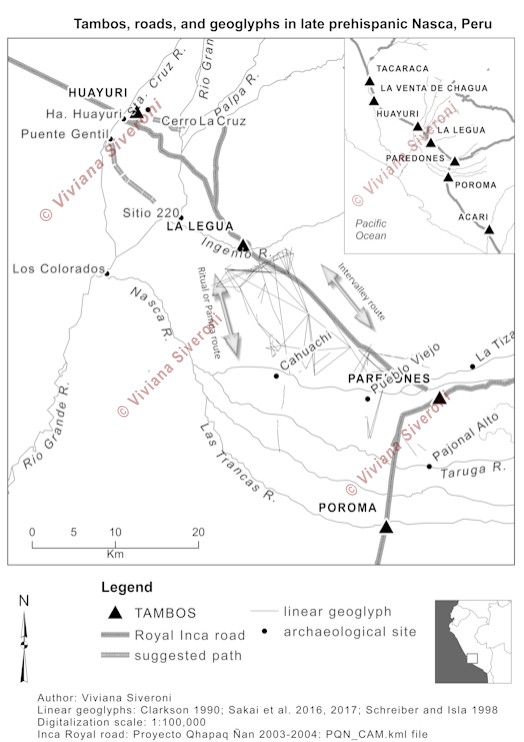 Tambos, roads, and geoglyphs in late prehispanic Nasca, Peru
HUAYURI
Sta. Cruz R.
Rio Gran
Palpa R.
Ha. Huayuri
Cerro La Cruz
Puente Gentil
Sitio 220
LA LEGUA
Ingenio R.
Los Colorados
Nasca R.
Ritual or Pampa route
Intervalley route
Cahuachi
Pueblo Viejo
PAREDONES
La Tiza
Rio Grande R.
Las Trancas R.
Pajonal Alto
Taruga R.
POROMA
© Viviana Siveroni
© Viviana Siveroni
© Viviana Siveroni
© Viviana Siveroni
TACARACA
LA VENTA DE CHAGUA
HUAYURI
LA LEGUA
PAREDONES
POROMA
ACARI
Pacific
Ocean
0 5 10 20
Km
N
Legend
TAMBOS
Royal Inca road
suggested path
linear geoglyph
archaeological site
Author: Viviana Siveroni
Linear geoglyphs: Clarkson 1990; Sakai et al. 2016, 2017; Schreiber and Isla 1998
Digitalization scale: 1:100,000
Inca Royal road: Proyecto Qhapaq Ñan 2003-2004: PQN_CAM.kml file